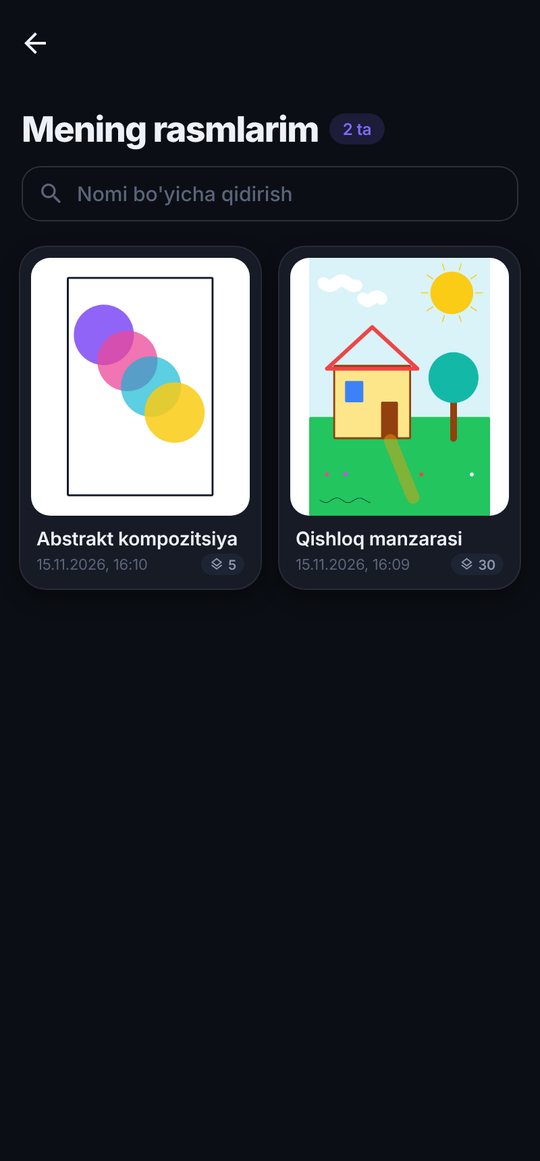 Mening rasmlarim 2 ta
Nomi bo'yicha qidirish
Abstrakt kompozitsiya
15.11.2026, 16:10 5
Qishloq manzarasi
15.11.2026, 16:09 30